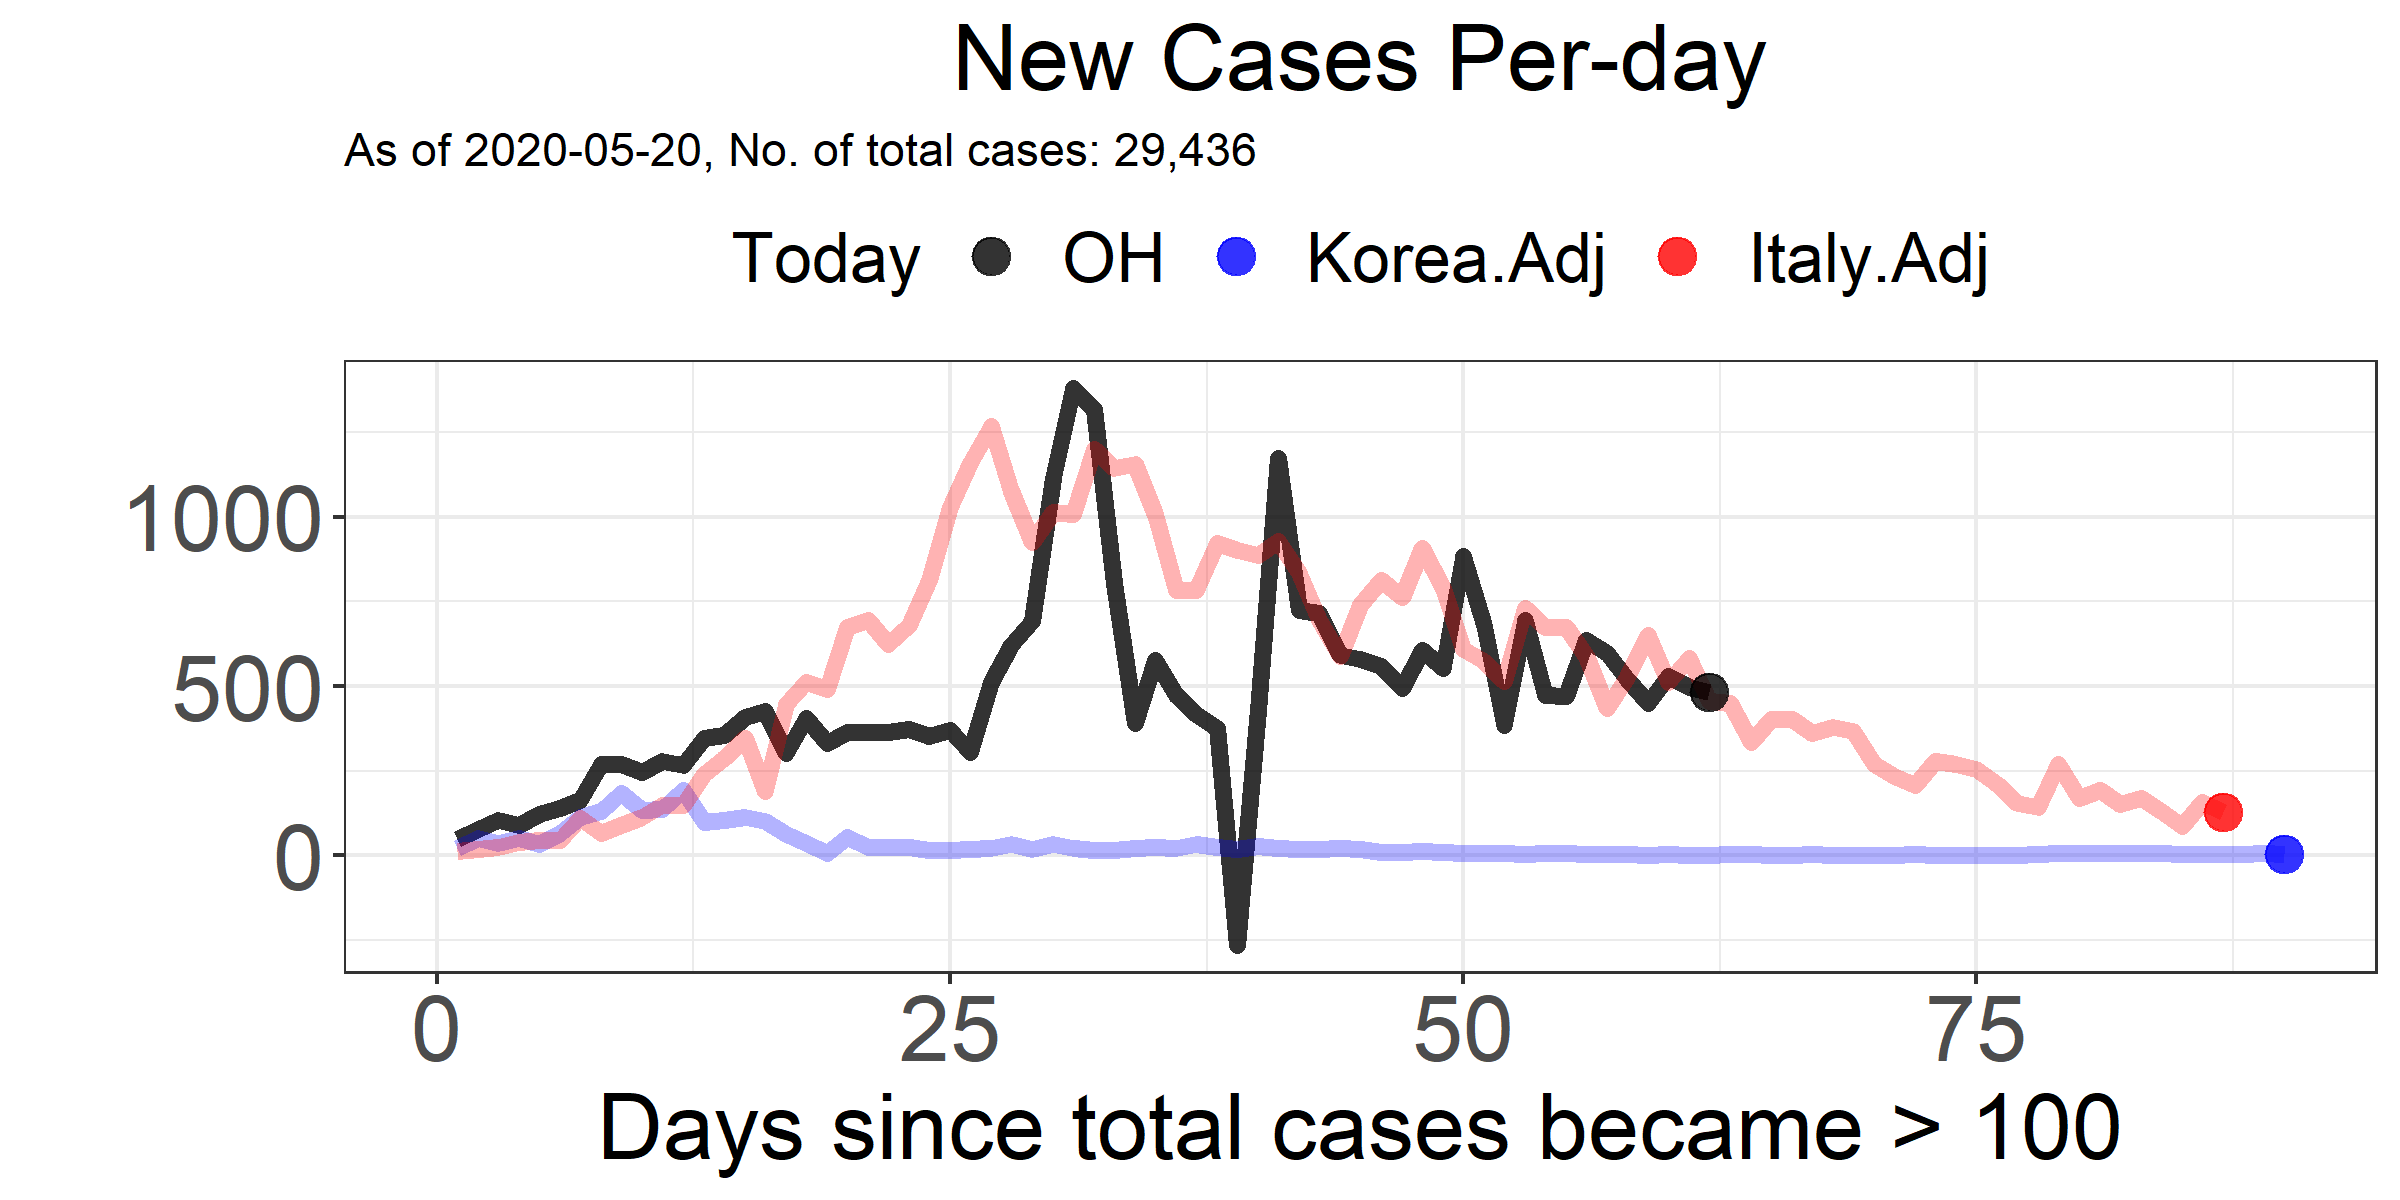 New Cases Per-day
As of 2020-05-20, No. of total cases: 29,436
Today OH Korea.Adj Italy.Adj
1000
500
0
0 25 50 75
Days since total cases became > 100